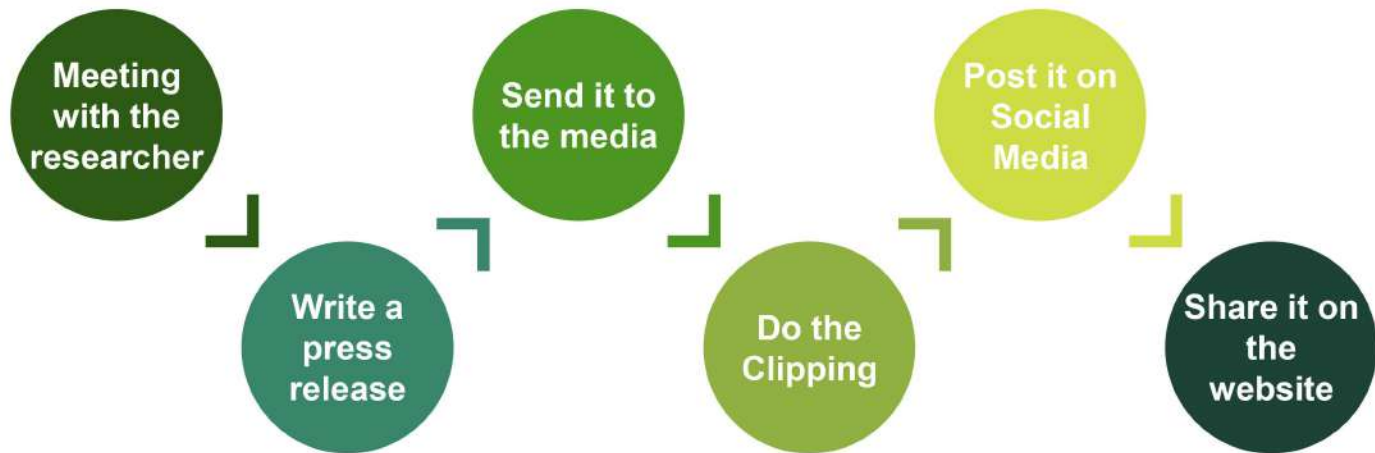 Meeting
with the
researcher
Write a
press
release
Send it to
the media
Do the
Clipping
Post it on
Social
Media
Share it on
the
website